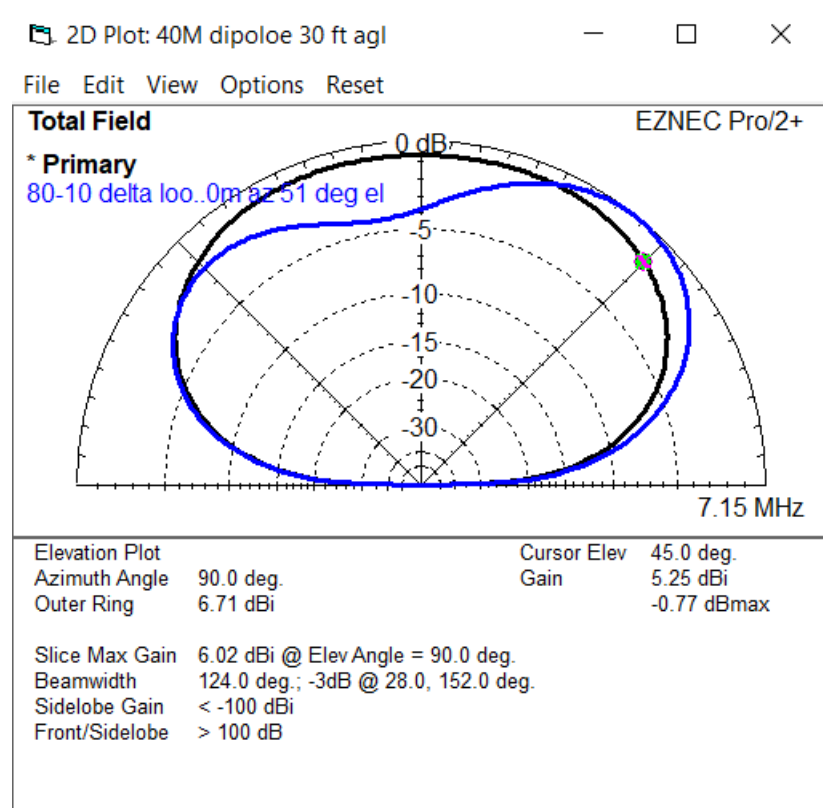 2D Plot: 40M dipoloe 30 ft agl
File Edit View Options Reset
Total Field EZNEC Pro/2+
* Primary
80-10 delta loo..0m az 51 deg el
0 dB
-5
-10
-15
-20
-30
7.15 MHz
Elevation Plot Cursor Elev 45.0 deg.
Azimuth Angle 90.0 deg. Gain 5.25 dBi
Outer Ring 6.71 dBi -0.77 dBmax
Slice Max Gain 6.02 dBi @ Elev Angle = 90.0 deg.
Beamwidth 124.0 deg.; -3dB @ 28.0, 152.0 deg.
Sidelobe Gain < -100 dBi
Front/Sidelobe > 100 dB